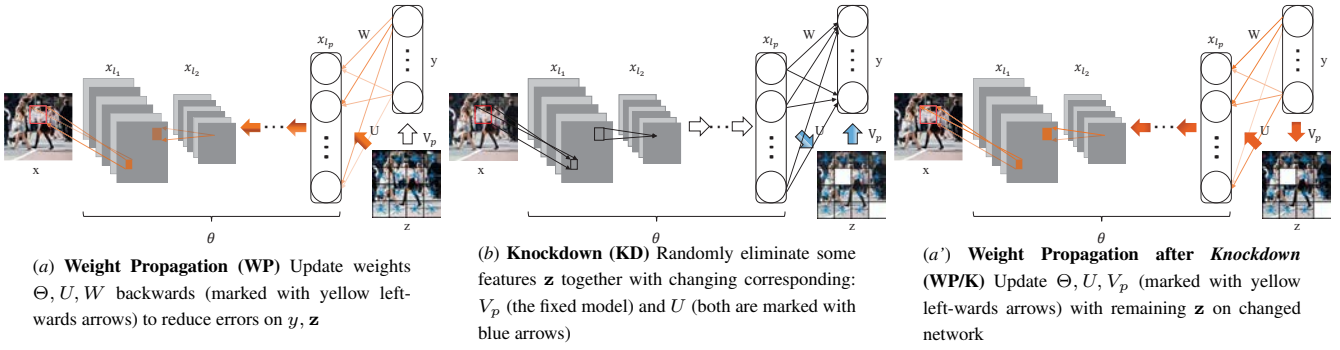 x
x_{l_1}
x_{l_2}
x_{l_p}
W
y
U
V_p
z
θ
(a) Weight Propagation (WP) Update weights
Θ, U, W backwards (marked with yellow left-
wards arrows) to reduce errors on y, z
x
x_{l_1}
x_{l_2}
x_{l_p}
W
y
U
V_p
z
θ
(b) Knockdown (KD) Randomly eliminate some
features z together with changing corresponding:
V_p (the fixed model) and U (both are marked with
blue arrows)
x
x_{l_1}
x_{l_2}
x_{l_p}
W
y
U
V_p
z
θ
(a’) Weight Propagation after Knockdown
(WP/K) Update Θ, U, V_p (marked with yellow
left-wards arrows) with remaining z on changed
network